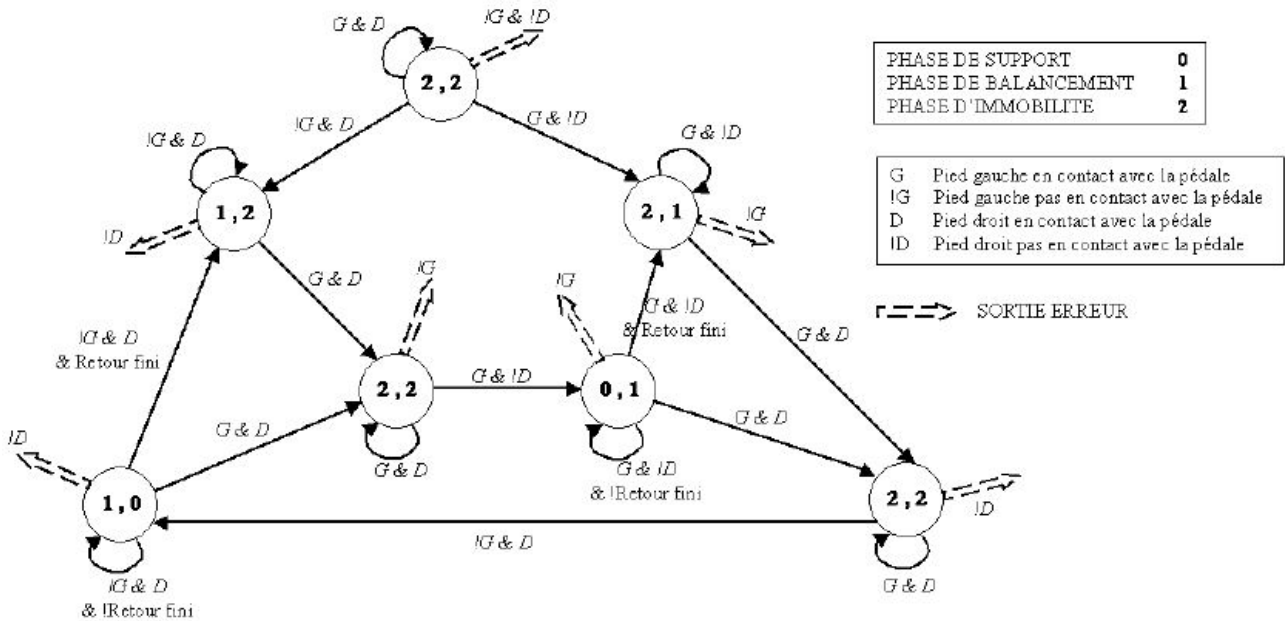 G & D
!G & !D
2 , 2
!G & D
G & !D
!G & D
G & !D
1 , 2
2 , 1
!D
!G
G & D
!G
!G
G & !D
& Retour fini
G & D
!G & D
& Retour fini
2 , 2
G & !D
0 , 1
G & D
G & D
!D
G & D
G & !D
& !Retour fini
1 , 0
2 , 2
!D
!G & D
!G & D
& !Retour fini
G & D
PHASE DE SUPPORT 0
PHASE DE BALANCEMENT 1
PHASE D'IMMOBILITE 2
G Pied gauche en contact avec la pédale
!G Pied gauche pas en contact avec la pédale
D Pied droit en contact avec la pédale
!D Pied droit pas en contact avec la pédale
SORTIE ERREUR